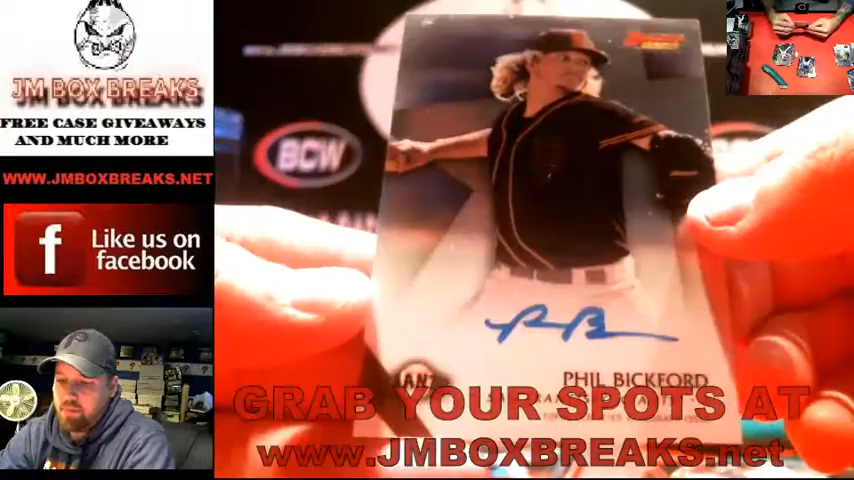 JM BOX BREAKS
FREE CASE GIVEAWAYS
AND MUCH MORE
WWW.JMBOXBREAKS.NET
f
Like us on
facebook
BCW
PHIL BICKFORD
GRAB YOUR SPOTS AT
www.JMBOXBREAKS.net